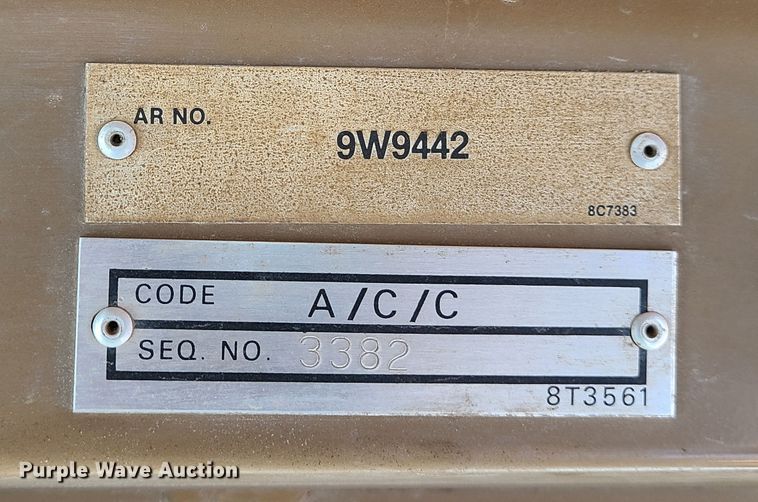 AR NO.
9W9442
8C7383
CODE A/C/C
SEQ. NO. 3382
8T3561
Purple Wave Auction